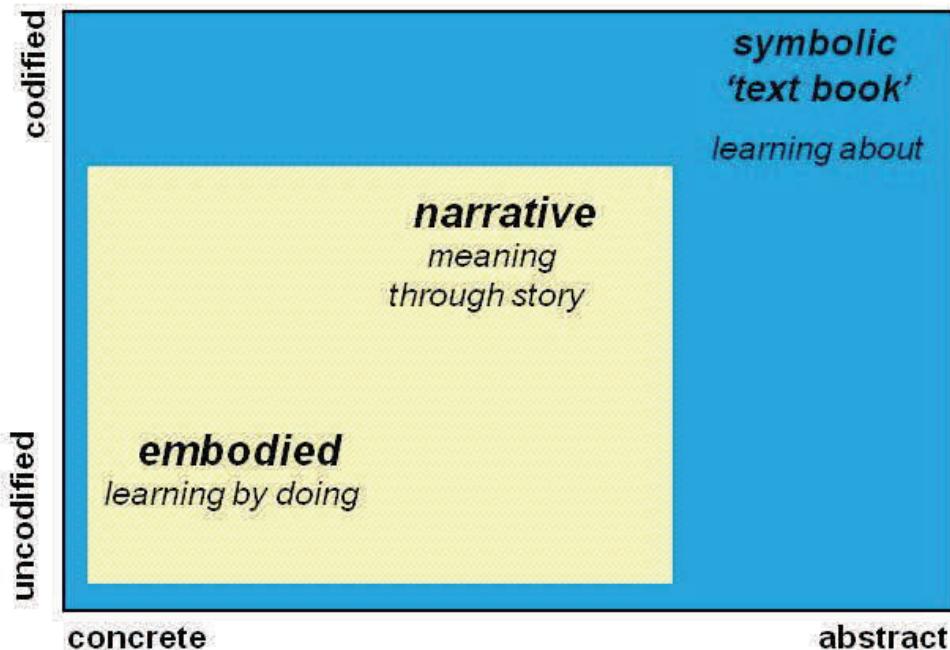 codified
symbolic
‘text book’
learning about
narrative
meaning
through story
embodied
learning by doing
uncodified
concrete
abstract